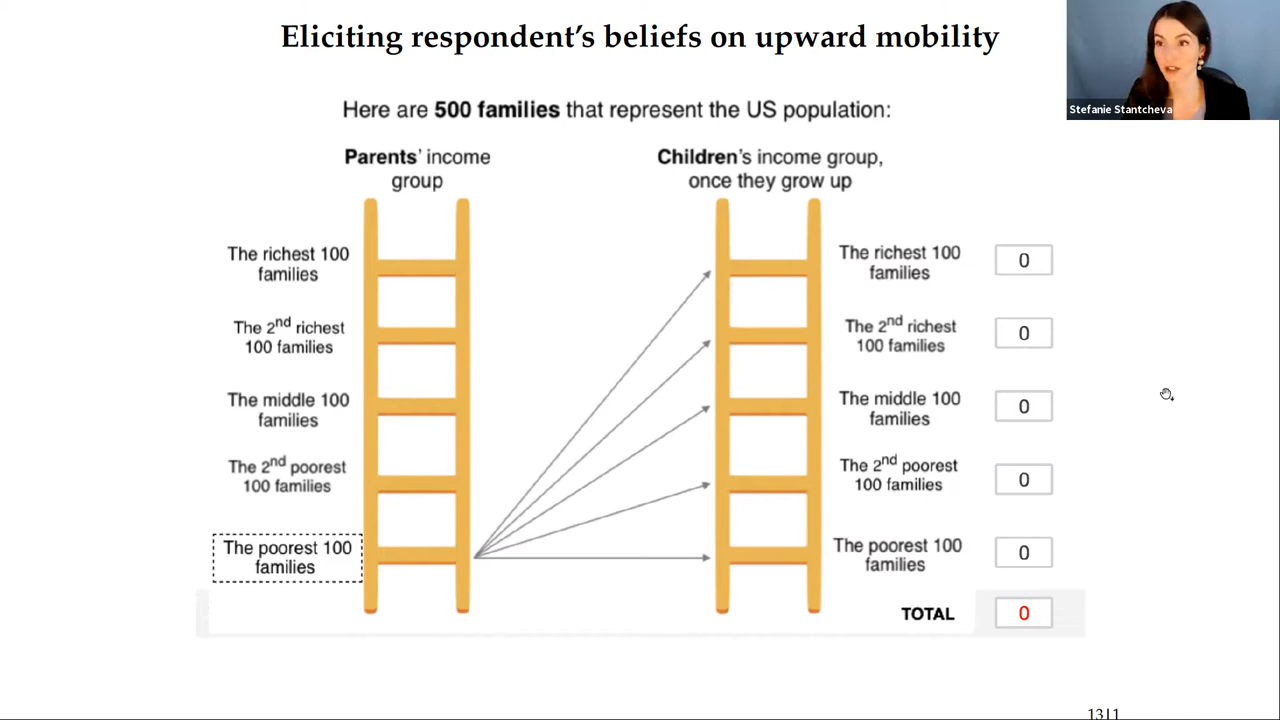 Eliciting respondent's beliefs on upward mobility
Stefanie Stantcheva
Here are 500 families that represent the US population:
Parents' income
group
Children's income group,
once they grow up
The richest 100
families
The richest 100
families
0
The 2nd richest
100 families
The 2nd richest
100 families
0
The middle 100
families
The middle 100
families
0
The 2nd poorest
100 families
The 2nd poorest
100 families
0
The poorest 100
families
The poorest 100
families
0
TOTAL
0